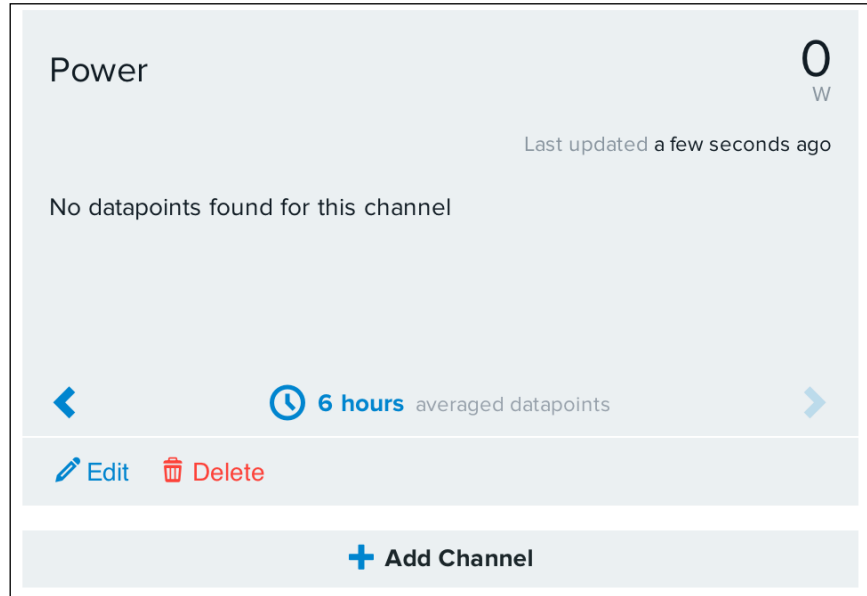 Power
0
W
Last updated a few seconds ago
No datapoints found for this channel
6 hours averaged datapoints
Edit Delete
Add Channel